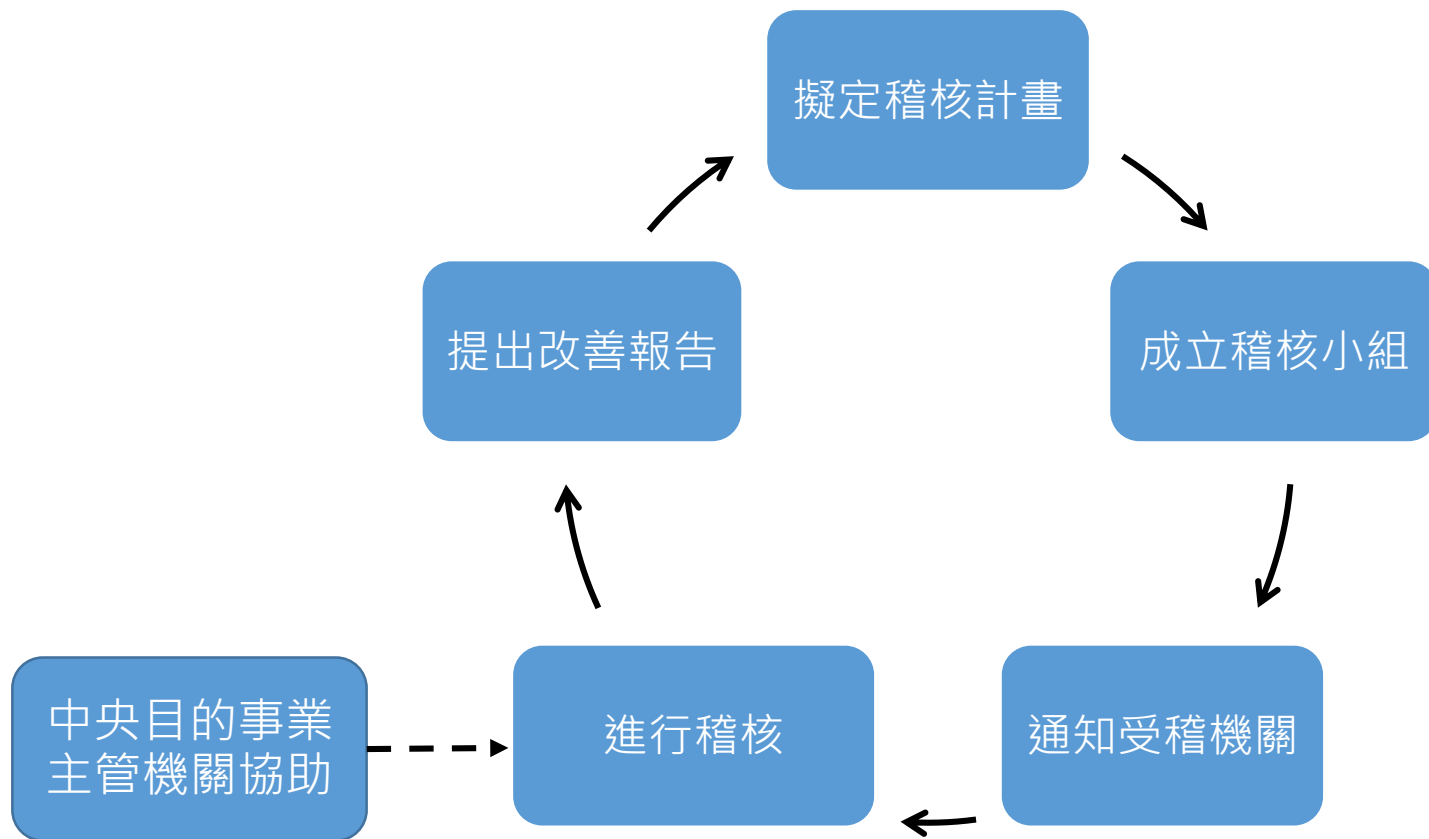 擬定稽核計畫
提出改善報告
成立稽核小組
中央目的事業
主管機關協助
進行稽核
通知受稽機關